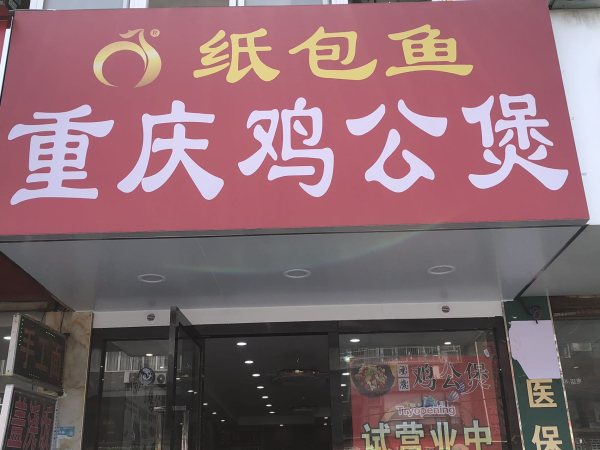 纸包鱼
重庆鸡公煲
鸡公煲
Tryopening
试营业中
医保